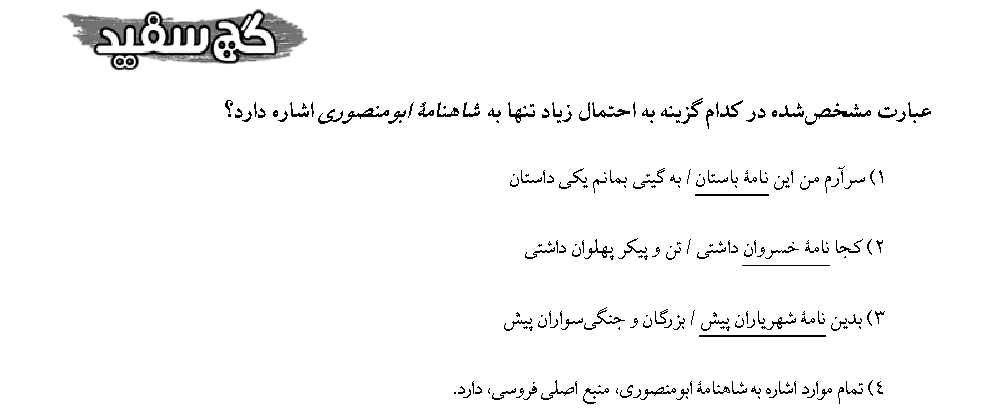 گچ سفید
عبارت مشخص‌شده در کدام گزینه به احتمال زیاد تنها به شاهنامهٔ ابومنصوری اشاره دارد؟
۱) سرآرم من این نامهٔ باستان / به گیتی بمانم یکی داستان
۲) کجا نامهٔ خسروان داشتی / تن و پیکر پهلوان داشتی
۳) بدین نامهٔ شهریاران پیش / بزرگان و جنگی‌سواران پیش
۴) تمام موارد اشاره به شاهنامهٔ ابومنصوری، منبع اصلی فروسی، دارد.